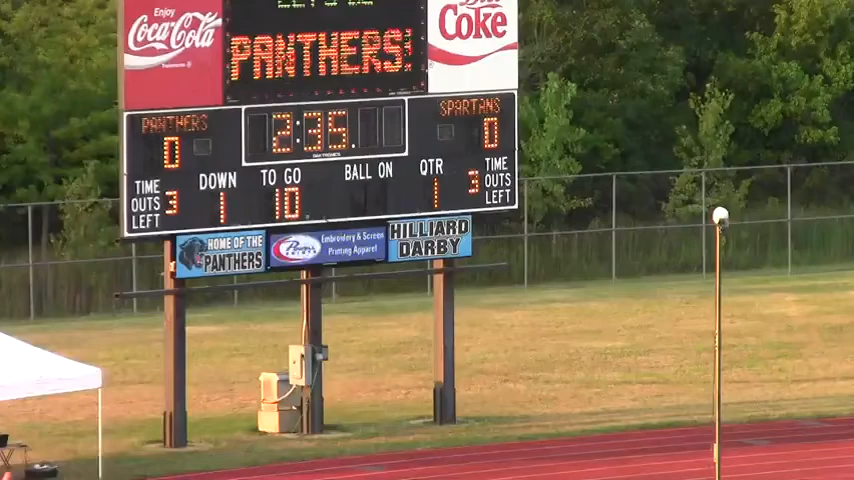 Enjoy
Coca-Cola
PANTHERS!
Diet
Coke
PANTHERS
2:35
SPARTANS
0
0
DOWN
TO GO
BALL ON
QTR
TIME
OUTS
LEFT
3
1
10
1
3
TIME
OUTS
LEFT
HOME OF THE
PANTHERS
Embroidery & Screen
Printing Apparel
HILLIARD
DARBY